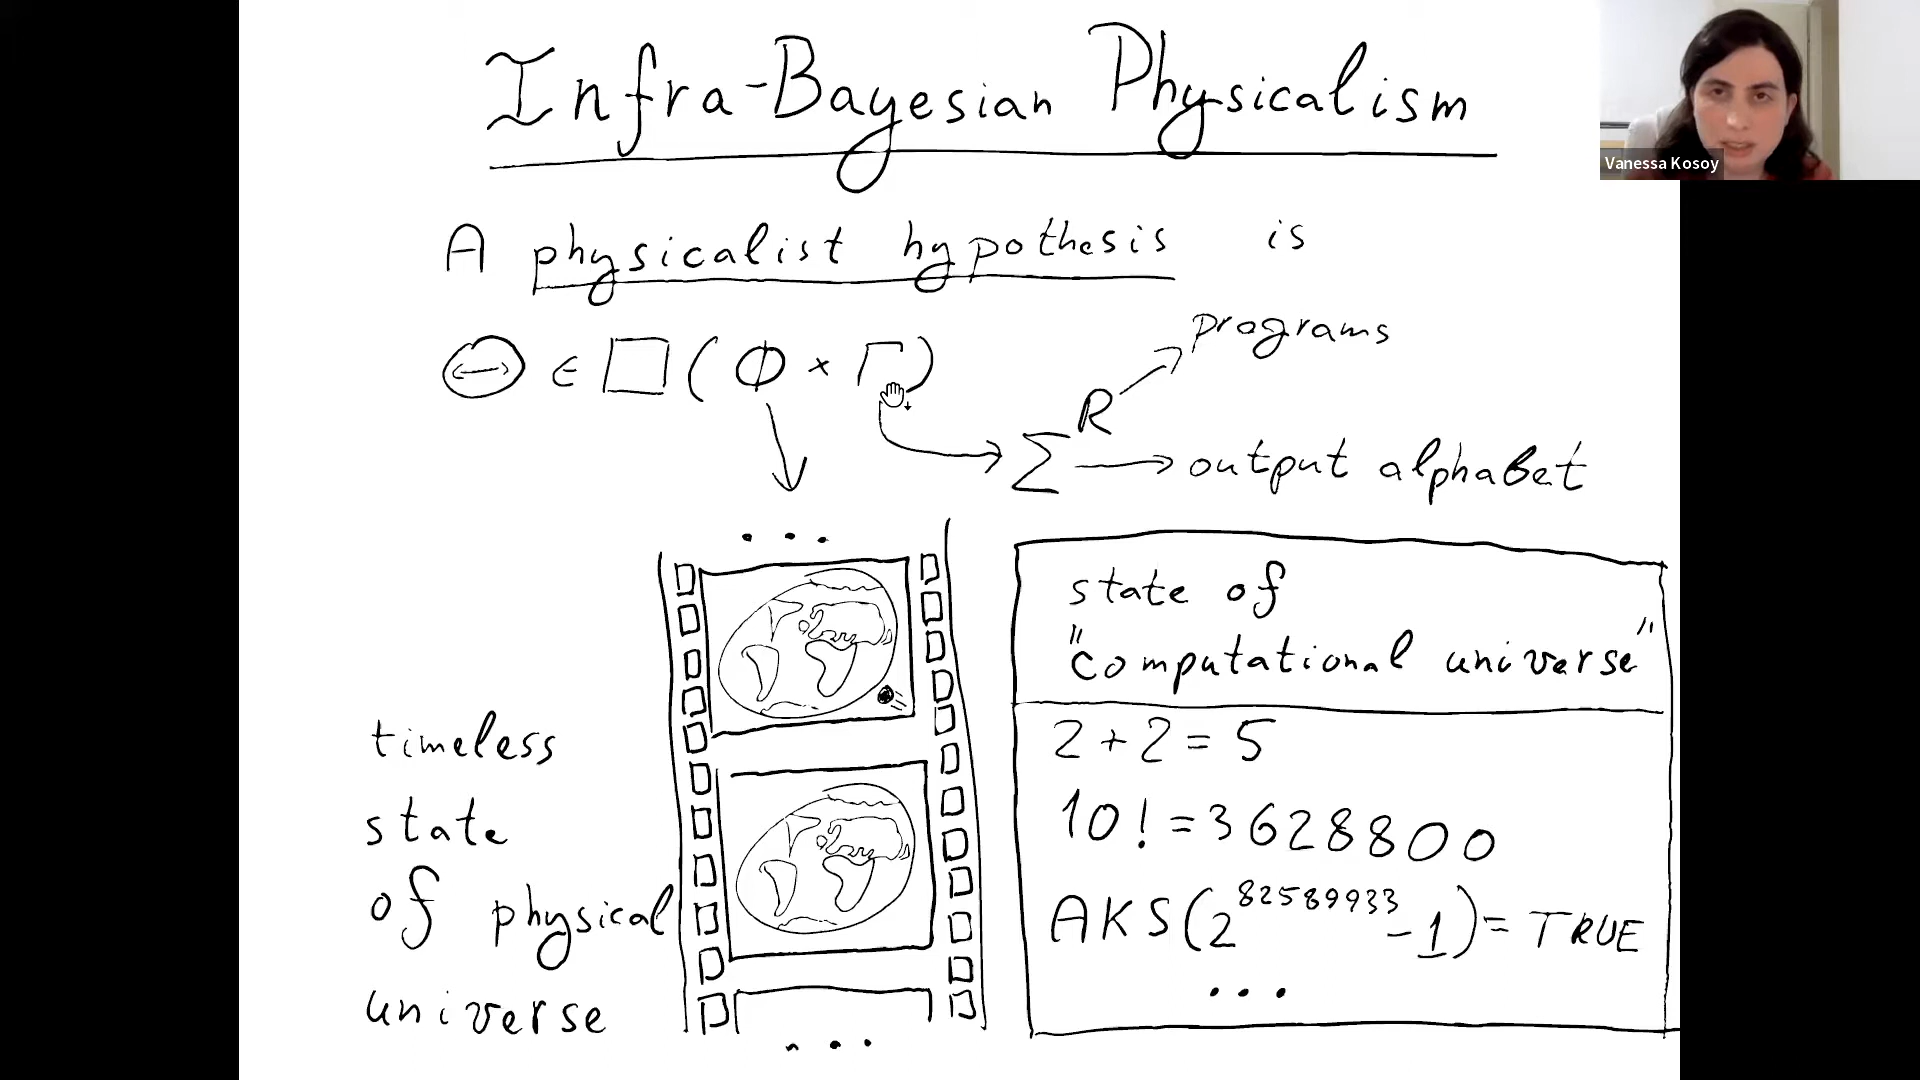 Infra-Bayesian Physicalism
Vanessa Kosoy
A physicalist hypothesis is
Θ ∈ □(Φ × Γ)
programs
Σ^R → output alphabet
...
timeless
state
of physical
universe
...
state of
"computational universe"
2 + 2 = 5
10! = 3628800
AKS(2^82589933 - 1) = TRUE
...